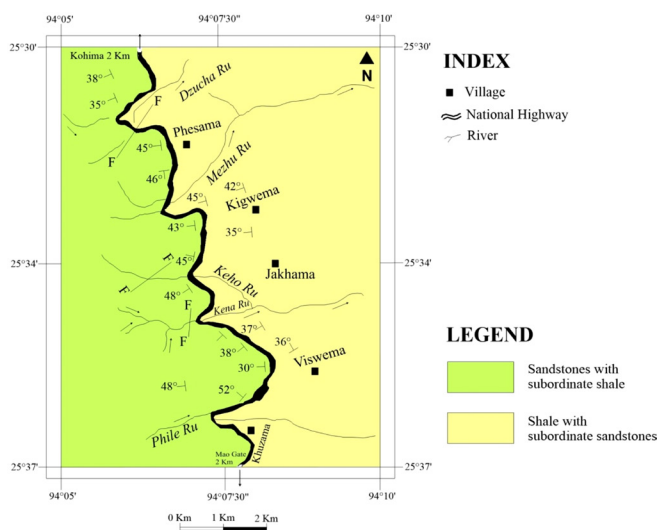 94°05' 94°07'30" 94°10'
25°30' 25°30'
Kohima 2 Km
N
38°
35°
F
F
Dzucha Ru
Phesama
45°
46°
Mezhu Ru
45°
42°
Kigwema
43°
35°
25°34' 25°34'
F
45°
Jakhama
F
Keho Ru
48°
F
Kena Ru
F
37°
36°
38°
30°
Viswema
48°
52°
Phile Ru
Khuzama
Mao Gate
2 Km
25°37' 25°37'
94°05' 94°07'30" 94°10'
0 Km 1 Km 2 Km
INDEX
Village
National Highway
River
LEGEND
Sandstones with
subordinate shale
Shale with
subordinate sandstones